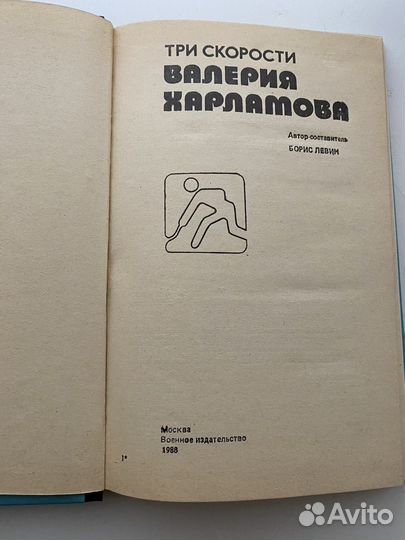 ТРИ СКОРОСТИ
ВАЛЕРИЯ
ХАРЛАМОВА
Автор-составитель
БОРИС ЛЕВИН
Москва
Военное издательство
1988
1*
Avito